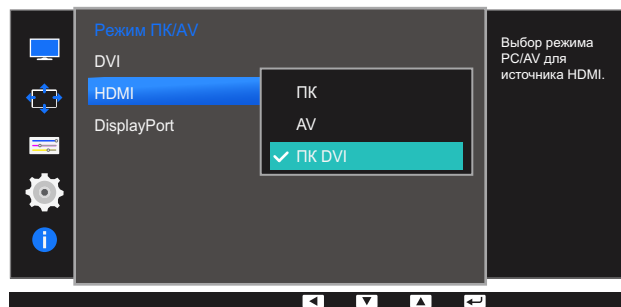 Режим ПК/AV
DVI
HDMI
DisplayPort
ПК
AV
ПК DVI
Выбор режима
PC/AV для
источника HDMI.